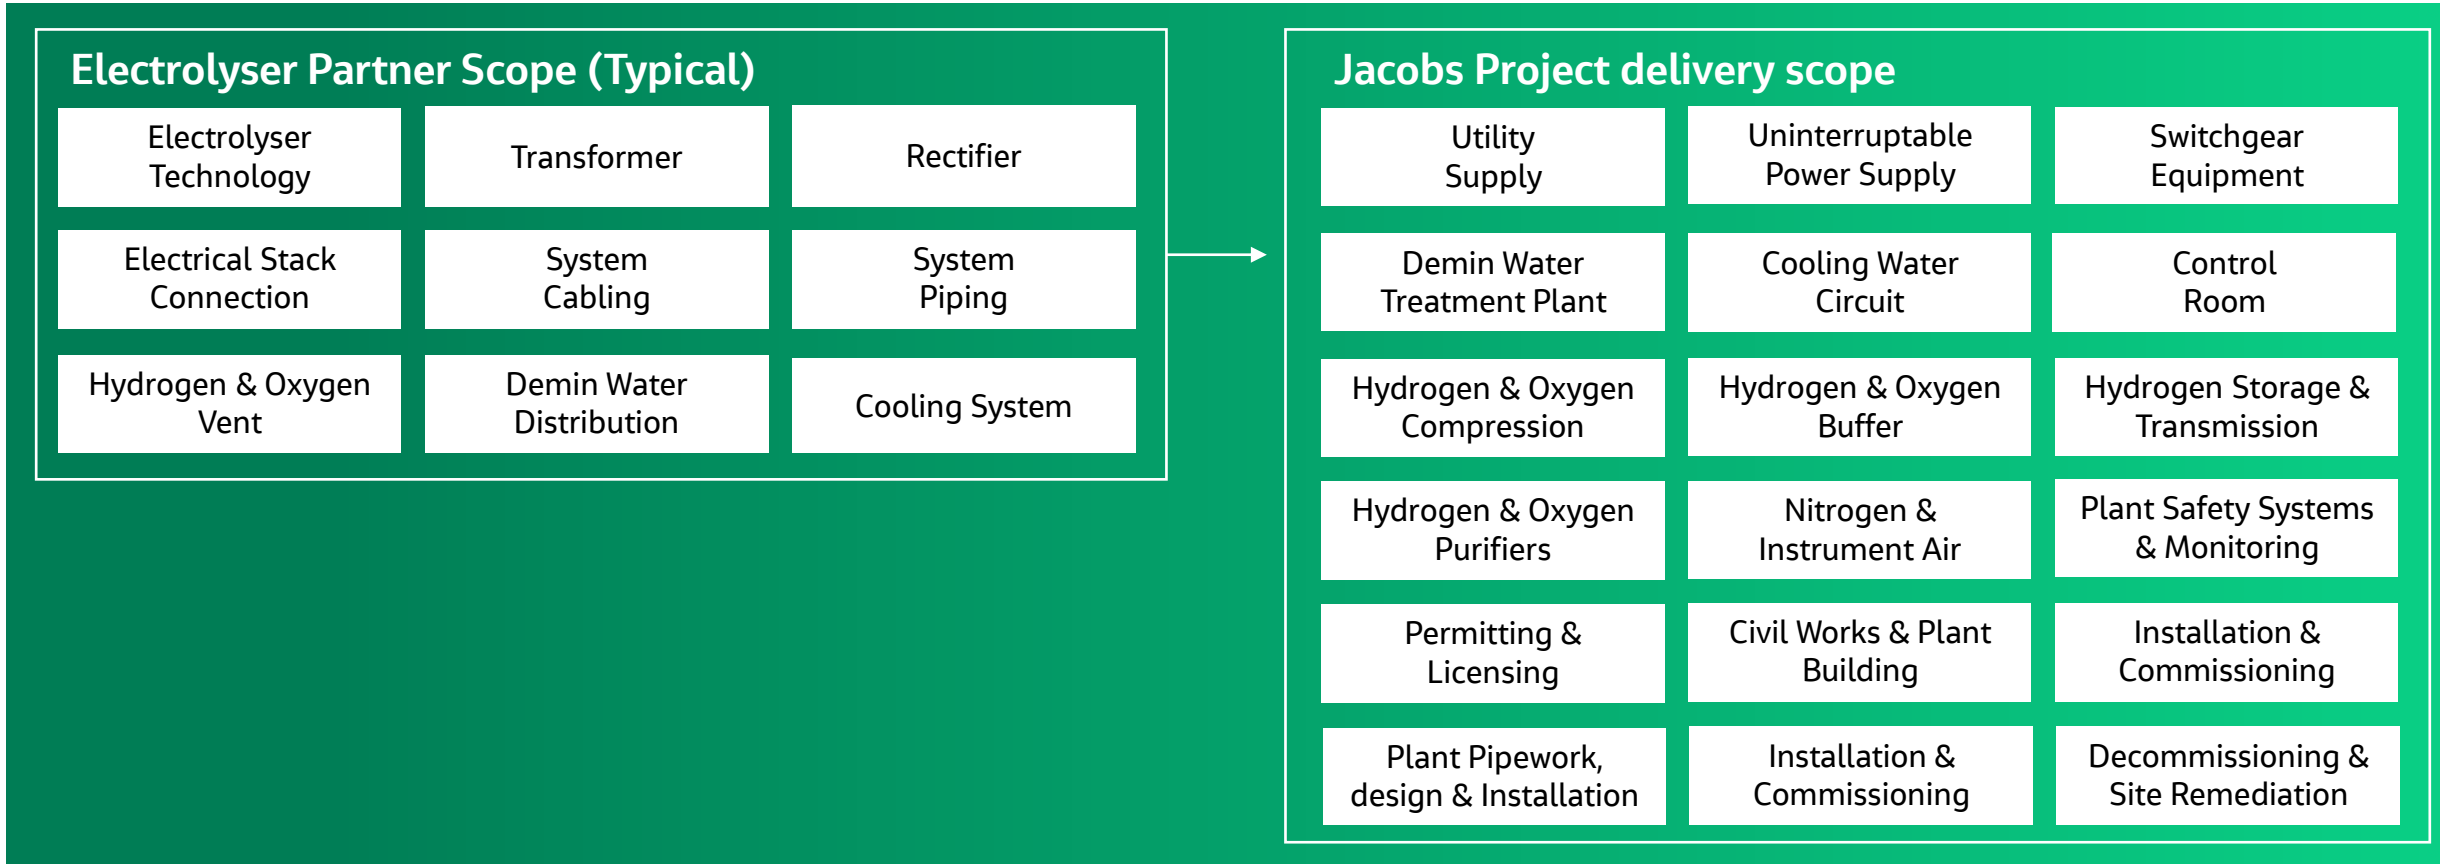 Electrolyser Partner Scope (Typical)
Electrolyser
Technology
Transformer
Rectifier
Electrical Stack
Connection
System
Cabling
System
Piping
Hydrogen & Oxygen
Vent
Demin Water
Distribution
Cooling System
Jacobs Project delivery scope
Utility
Supply
Uninterruptable
Power Supply
Switchgear
Equipment
Demin Water
Treatment Plant
Cooling Water
Circuit
Control
Room
Hydrogen & Oxygen
Compression
Hydrogen & Oxygen
Buffer
Hydrogen Storage &
Transmission
Hydrogen & Oxygen
Purifiers
Nitrogen &
Instrument Air
Plant Safety Systems
& Monitoring
Permitting &
Licensing
Civil Works & Plant
Building
Installation &
Commissioning
Plant Pipework,
design & Installation
Installation &
Commissioning
Decommissioning &
Site Remediation